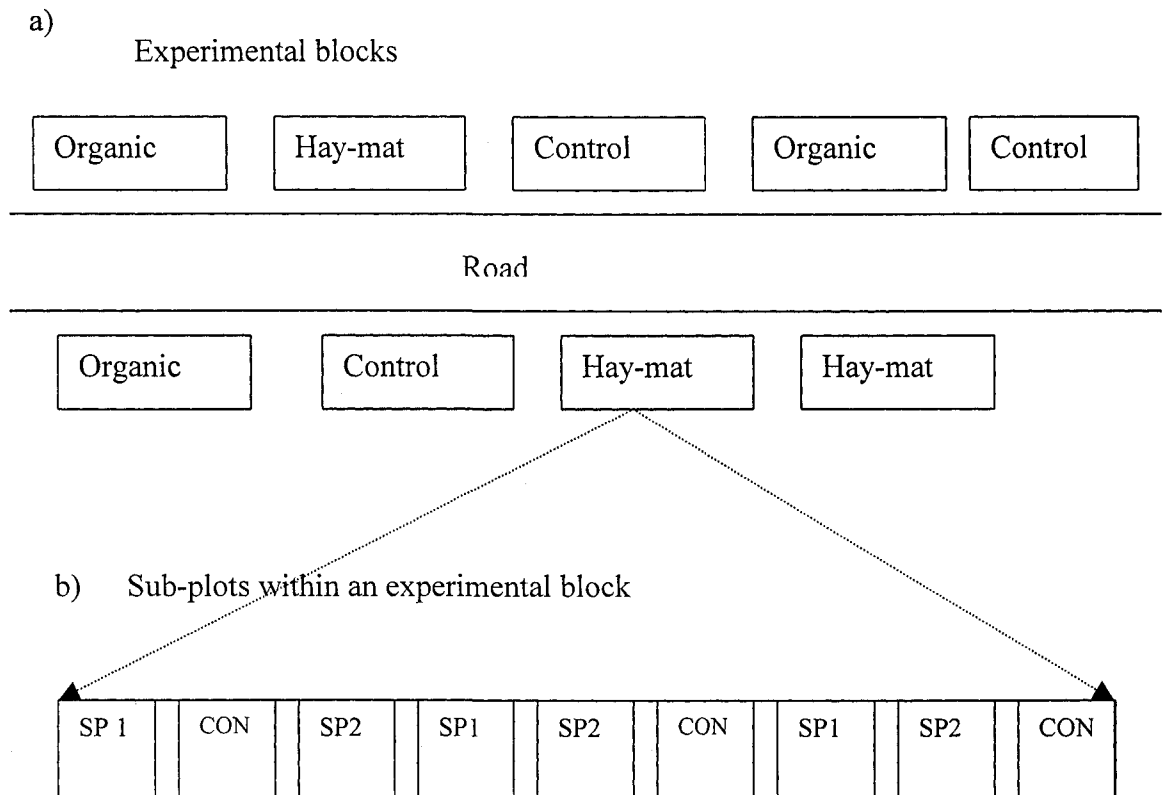 a)
Experimental blocks
Organic Hay-mat Control Organic Control
Road
Organic Control Hay-mat Hay-mat
b) Sub-plots within an experimental block
SP 1 CON SP2 SP1 SP2 CON SP1 SP2 CON